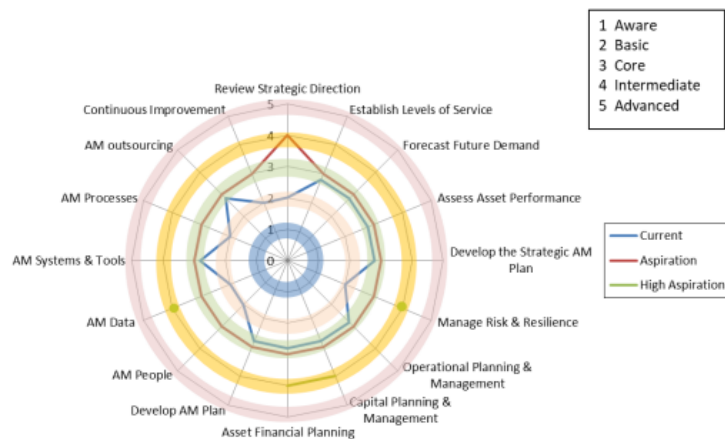 1 Aware
2 Basic
3 Core
4 Intermediate
5 Advanced
Review Strategic Direction
Continuous Improvement
Establish Levels of Service
AM outsourcing
Forecast Future Demand
AM Processes
Assess Asset Performance
AM Systems & Tools
Develop the Strategic AM
Plan
AM Data
Manage Risk & Resilience
AM People
Operational Planning &
Management
Develop AM Plan
Capital Planning &
Management
Asset Financial Planning
5
4
3
2
1
0
Current
Aspiration
High Aspiration